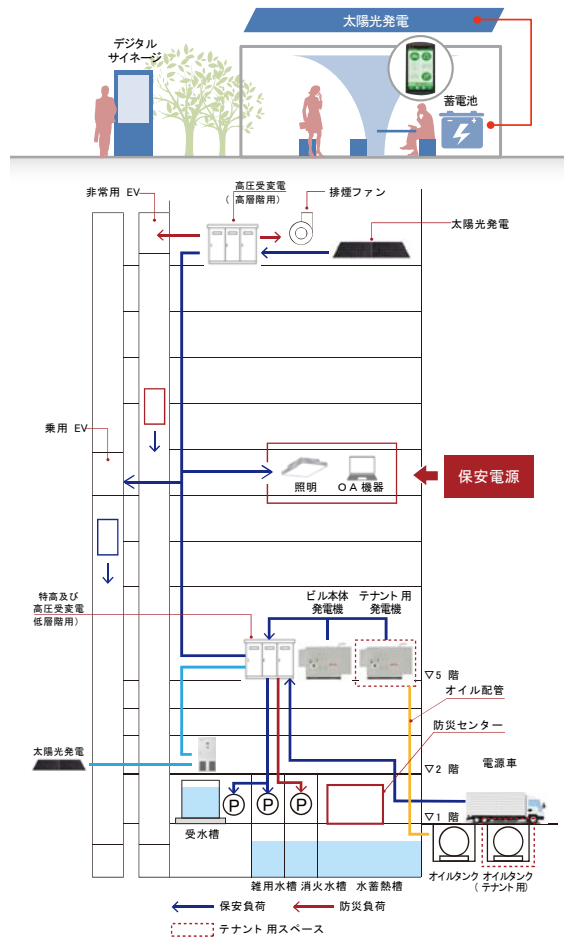 太陽光発電
デジタル
サイネージ
蓄電池
非常用 EV
高圧受変電
(高層階用)
排煙ファン
太陽光発電
乗用 EV
照明
OA機器
保安電源
特高及び
高圧受変電
低層階用)
ビル本体
発電機
テナント用
発電機
▽5 階
オイル配管
防災センター
太陽光発電
電源車
▽2 階
P
P
P
▽1 階
受水槽
雑用水槽
消火水槽
水蓄熱槽
オイルタンク
オイルタンク
(テナント用)
保安負荷
防災負荷
テナント用スペース